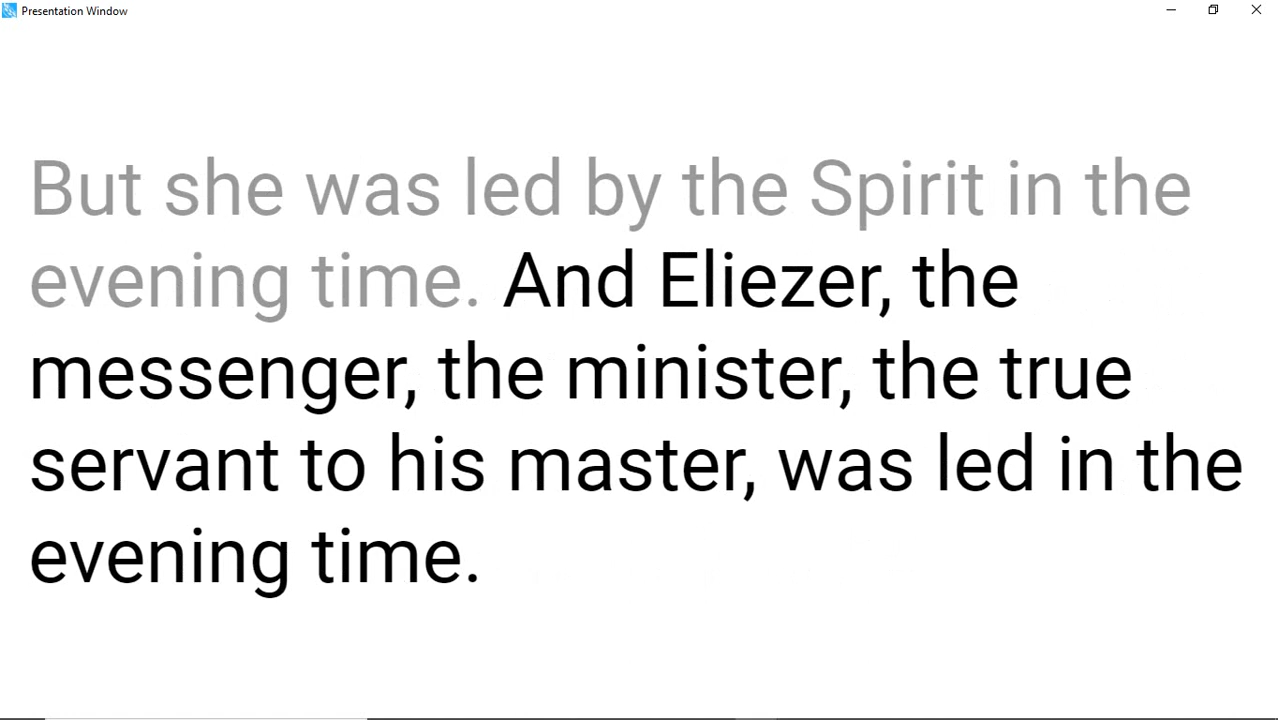 Presentation Window
But she was led by the Spirit in the
evening time. And Eliezer, the
messenger, the minister, the true
servant to his master, was led in the
evening time.